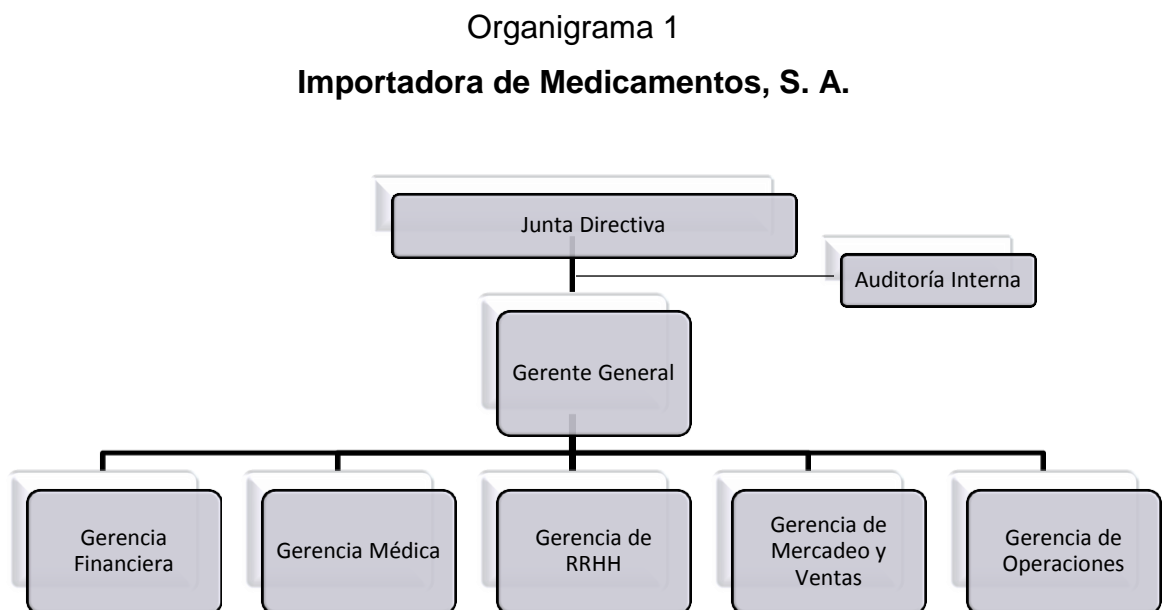 Organigrama 1
Importadora de Medicamentos, S. A.
Junta Directiva
Auditoría Interna
Gerente General
Gerencia
Financiera
Gerencia Médica
Gerencia de
RRHH
Gerencia de
Mercadeo y
Ventas
Gerencia de
Operaciones